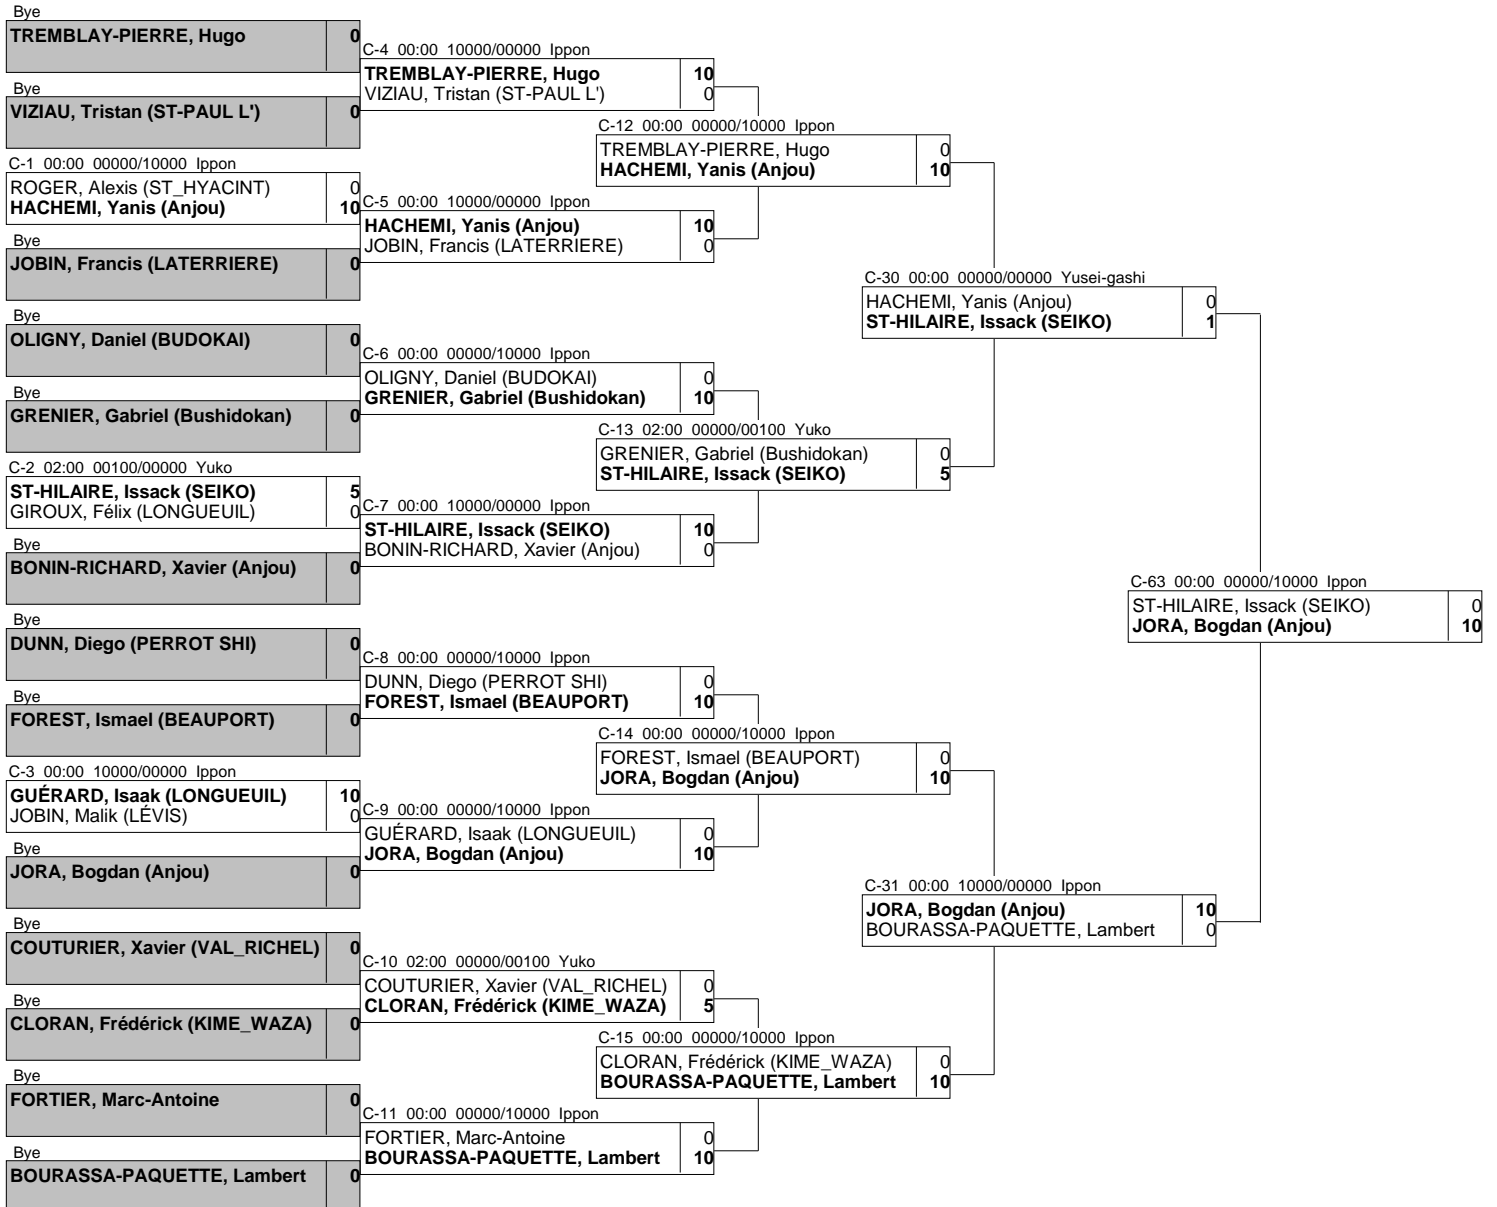 Bye
TREMBLAY-PIERRE, Hugo 0
Bye
VIZIAU, Tristan (ST-PAUL L') 0
C-1 00:00 00000/10000 Ippon
ROGER, Alexis (ST_HYACINT) 0
HACHEMI, Yanis (Anjou) 10
Bye
JOBIN, Francis (LATERRIERE) 0
Bye
OLIGNY, Daniel (BUDOKAI) 0
Bye
GRENIER, Gabriel (Bushidokan) 0
C-2 02:00 00100/00000 Yuko
ST-HILAIRE, Issack (SEIKO) 5
GIROUX, Félix (LONGUEUIL) 0
Bye
BONIN-RICHARD, Xavier (Anjou) 0
Bye
DUNN, Diego (PERROT SHI) 0
Bye
FOREST, Ismael (BEAUPORT) 0
C-3 00:00 10000/00000 Ippon
GUÉRARD, Isaak (LONGUEUIL) 10
JOBIN, Malik (LÉVIS) 0
Bye
JORA, Bogdan (Anjou) 0
Bye
COUTURIER, Xavier (VAL_RICHEL) 0
Bye
CLORAN, Frédérick (KIME_WAZA) 0
Bye
FORTIER, Marc-Antoine 0
Bye
BOURASSA-PAQUETTE, Lambert 0
C-4 00:00 10000/00000 Ippon
TREMBLAY-PIERRE, Hugo 10
VIZIAU, Tristan (ST-PAUL L') 0
C-5 00:00 10000/00000 Ippon
HACHEMI, Yanis (Anjou) 10
JOBIN, Francis (LATERRIERE) 0
C-6 00:00 00000/10000 Ippon
OLIGNY, Daniel (BUDOKAI) 0
GRENIER, Gabriel (Bushidokan) 10
C-7 00:00 10000/00000 Ippon
ST-HILAIRE, Issack (SEIKO) 10
BONIN-RICHARD, Xavier (Anjou) 0
C-8 00:00 00000/10000 Ippon
DUNN, Diego (PERROT SHI) 0
FOREST, Ismael (BEAUPORT) 10
C-9 00:00 00000/10000 Ippon
GUÉRARD, Isaak (LONGUEUIL) 0
JORA, Bogdan (Anjou) 10
C-10 02:00 00000/00100 Yuko
COUTURIER, Xavier (VAL_RICHEL) 0
CLORAN, Frédérick (KIME_WAZA) 5
C-11 00:00 00000/10000 Ippon
FORTIER, Marc-Antoine 0
BOURASSA-PAQUETTE, Lambert 10
C-12 00:00 00000/10000 Ippon
TREMBLAY-PIERRE, Hugo 0
HACHEMI, Yanis (Anjou) 10
C-13 02:00 00000/00100 Yuko
GRENIER, Gabriel (Bushidokan) 0
ST-HILAIRE, Issack (SEIKO) 5
C-14 00:00 00000/10000 Ippon
FOREST, Ismael (BEAUPORT) 0
JORA, Bogdan (Anjou) 10
C-15 00:00 00000/10000 Ippon
CLORAN, Frédérick (KIME_WAZA) 0
BOURASSA-PAQUETTE, Lambert 10
C-30 00:00 00000/00000 Yusei-gashi
HACHEMI, Yanis (Anjou) 0
ST-HILAIRE, Issack (SEIKO) 1
C-31 00:00 10000/00000 Ippon
JORA, Bogdan (Anjou) 10
BOURASSA-PAQUETTE, Lambert 0
C-63 00:00 00000/10000 Ippon
ST-HILAIRE, Issack (SEIKO) 0
JORA, Bogdan (Anjou) 10